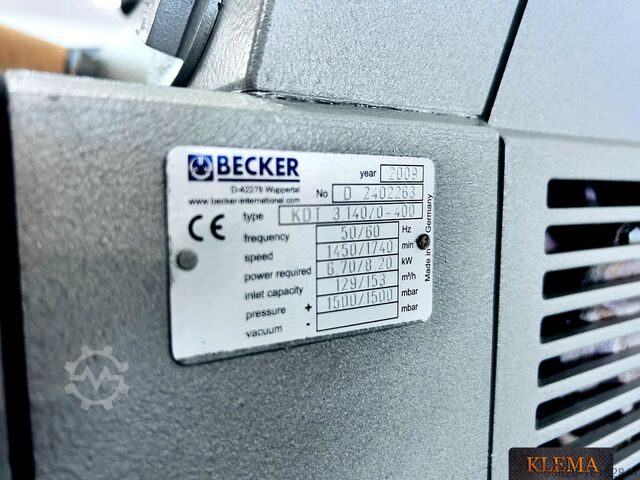 BECKER
D-42279 Wuppertal
www.becker-international.com
year 2009
No D 2402263
type KDT 3.140/0-400
frequency 50/60 Hz
speed 1450/1740 min
power required 6.70/8.20 kW
inlet capacity 129/153 m³/h
pressure + 1500/1500 mbar
vacuum - mbar
Made in Germany
CE
KLEMA